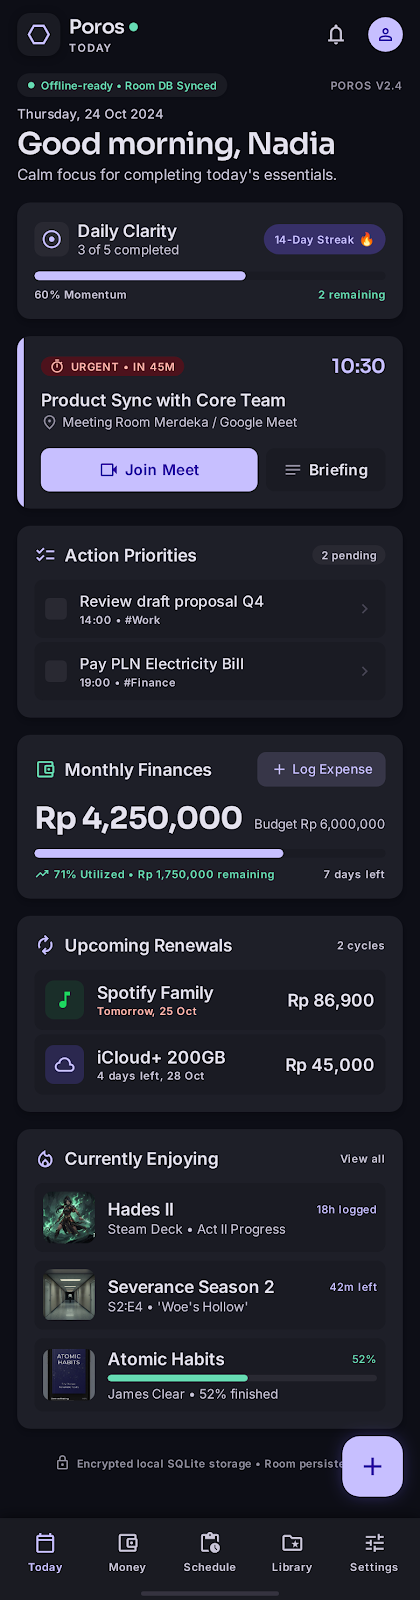 Poros
TODAY
Offline-ready • Room DB Synced
POROS V2.4
Thursday, 24 Oct 2024
Good morning, Nadia
Calm focus for completing today's essentials.
Daily Clarity
3 of 5 completed
14-Day Streak 🔥
60% Momentum
2 remaining
URGENT • IN 45M
10:30
Product Sync with Core Team
Meeting Room Merdeka / Google Meet
Join Meet
Briefing
Action Priorities
2 pending
Review draft proposal Q4
14:00 • #Work
Pay PLN Electricity Bill
19:00 • #Finance
Monthly Finances
+ Log Expense
Rp 4,250,000
Budget Rp 6,000,000
71% Utilized • Rp 1,750,000 remaining
7 days left
Upcoming Renewals
2 cycles
Spotify Family
Tomorrow, 25 Oct
Rp 86,900
iCloud+ 200GB
4 days left, 28 Oct
Rp 45,000
Currently Enjoying
View all
Hades II
18h logged
Steam Deck • Act II Progress
Severance Season 2
42m left
S2:E4 • 'Woe's Hollow'
ATOMIC
HABITS
Atomic Habits
52%
James Clear • 52% finished
Encrypted local SQLite storage • Room persiste
+
Today
Money
Schedule
Library
Settings